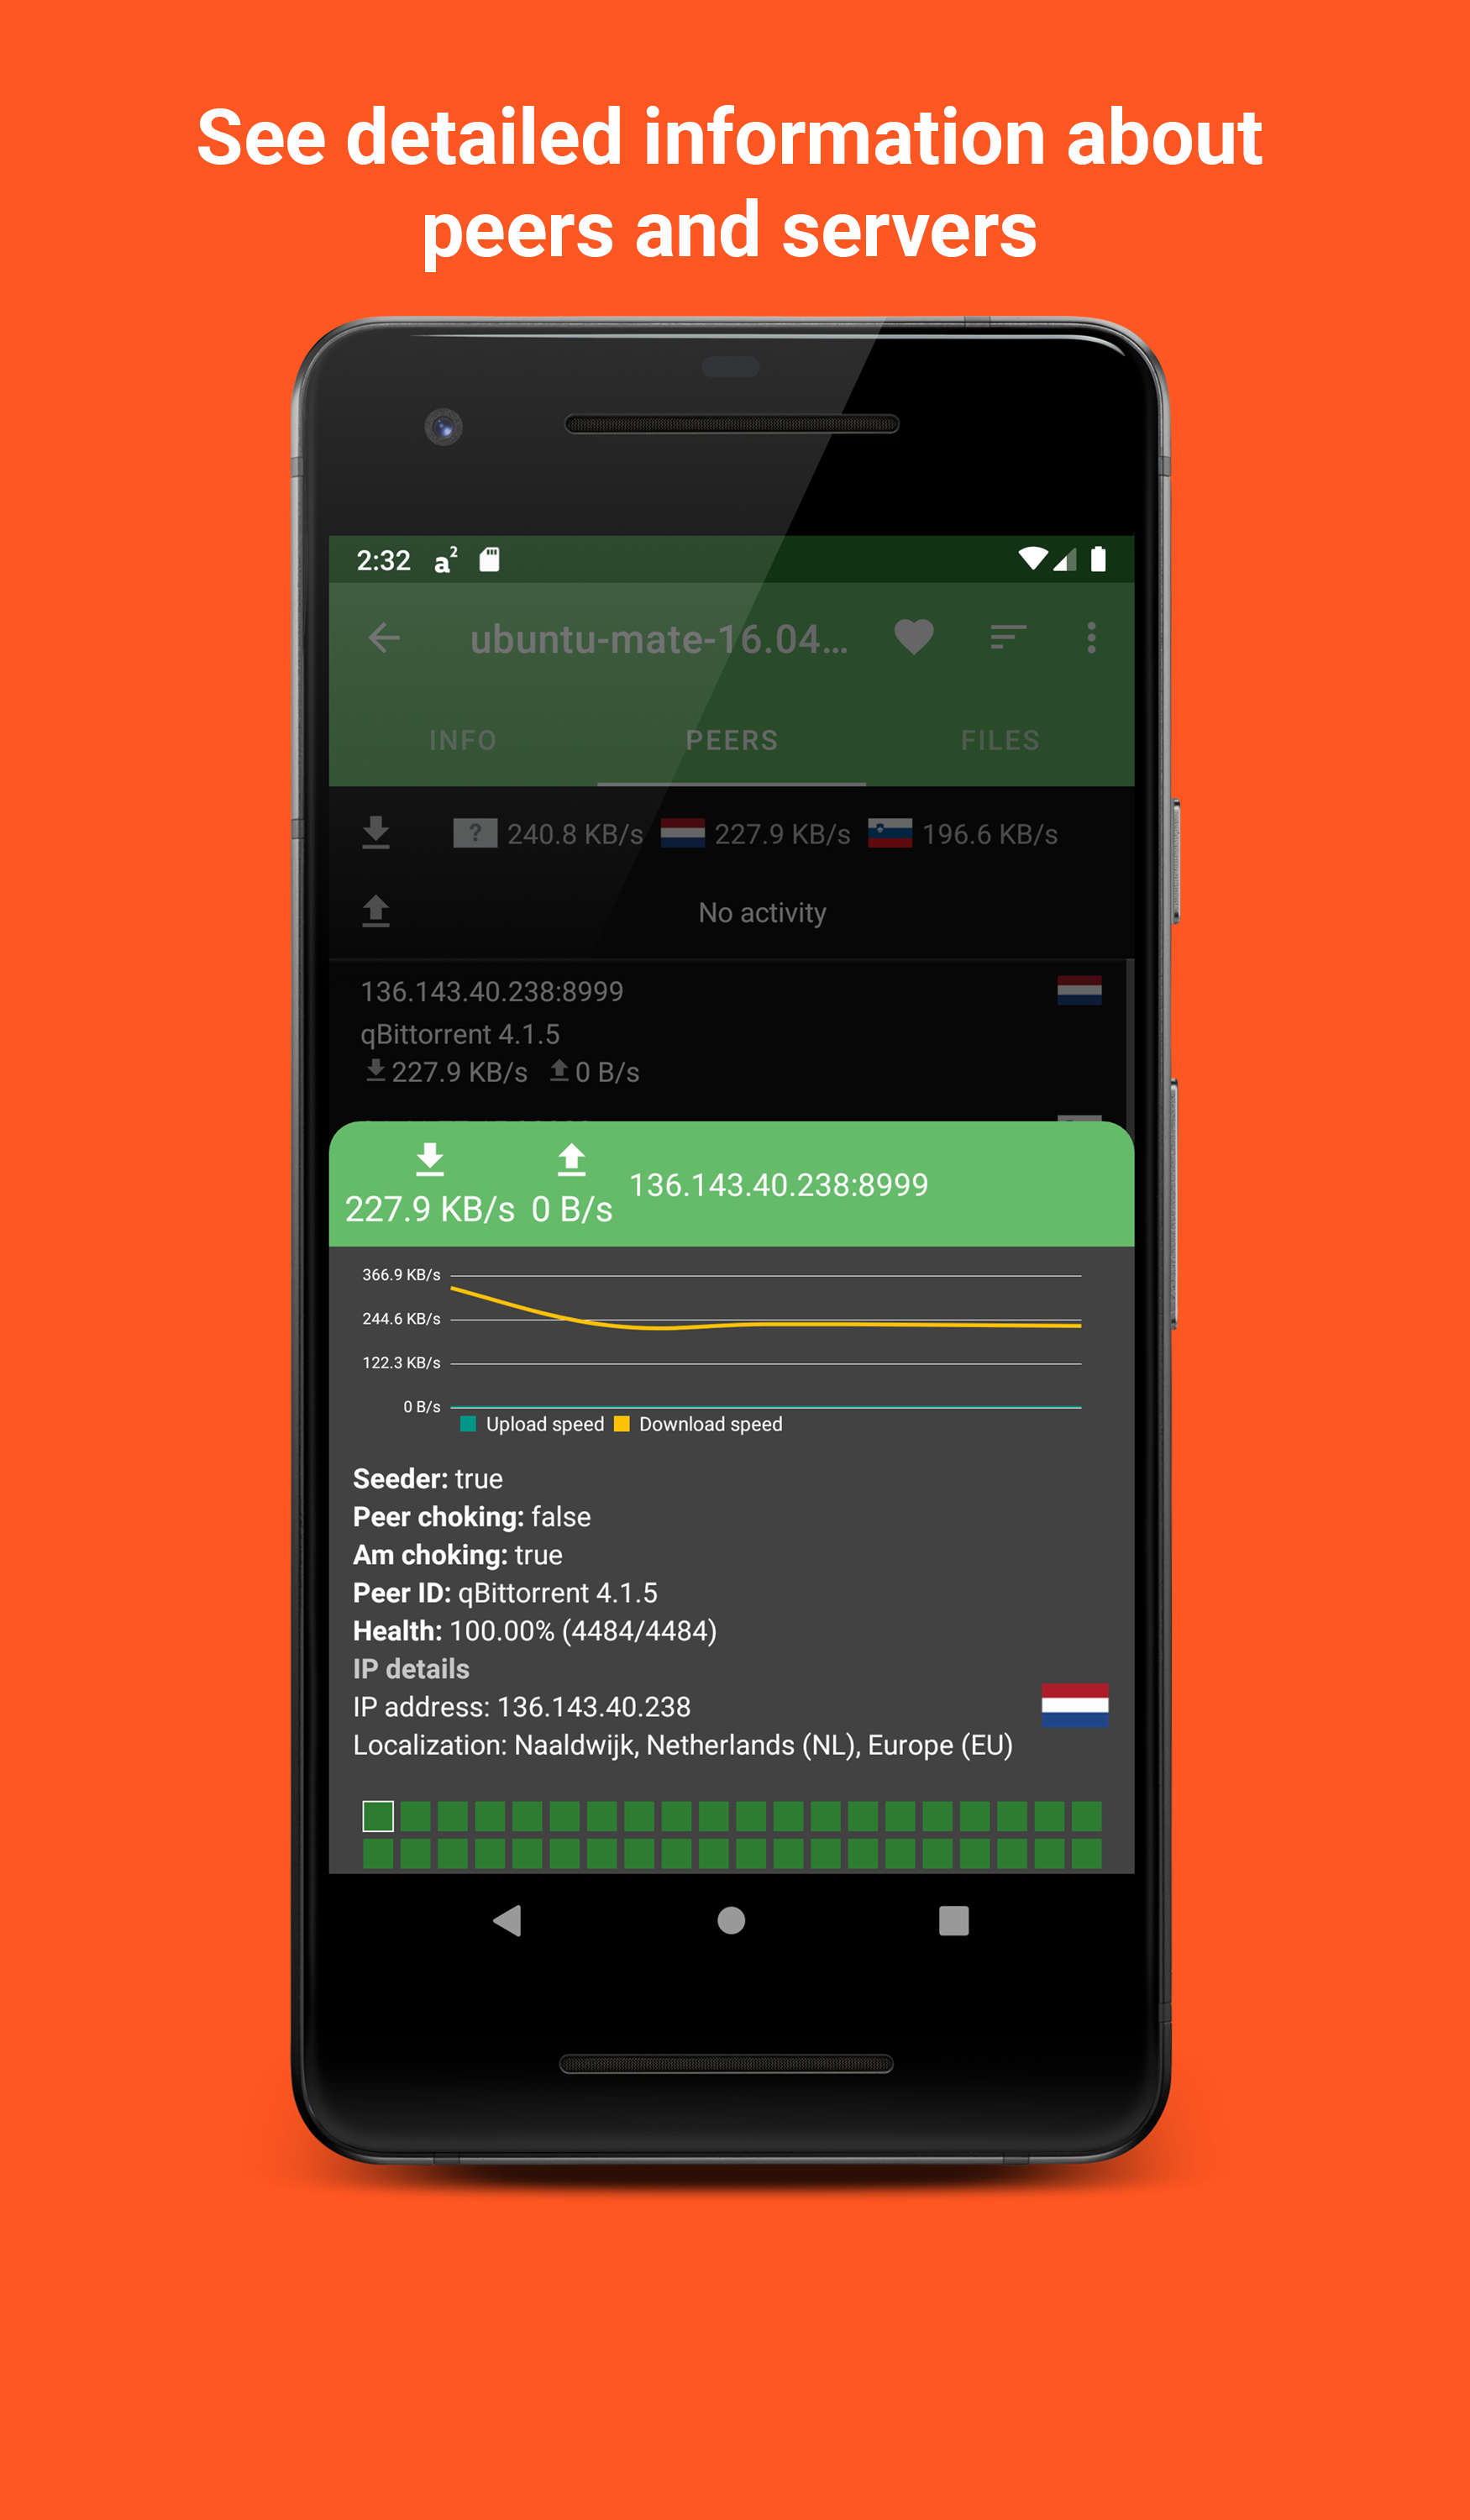 See detailed information about
peers and servers
2:32 a²
ubuntu-mate-16.04...
INFO PEERS FILES
? 240.8 KB/s 227.9 KB/s 196.6 KB/s
No activity
136.143.40.238:8999
qBittorrent 4.1.5
227.9 KB/s 0 B/s
227.9 KB/s 0 B/s 136.143.40.238:8999
366.9 KB/s
244.6 KB/s
122.3 KB/s
0 B/s
Upload speed Download speed
Seeder: true
Peer choking: false
Am choking: true
Peer ID: qBittorrent 4.1.5
Health: 100.00% (4484/4484)
IP details
IP address: 136.143.40.238
Localization: Naaldwijk, Netherlands (NL), Europe (EU)